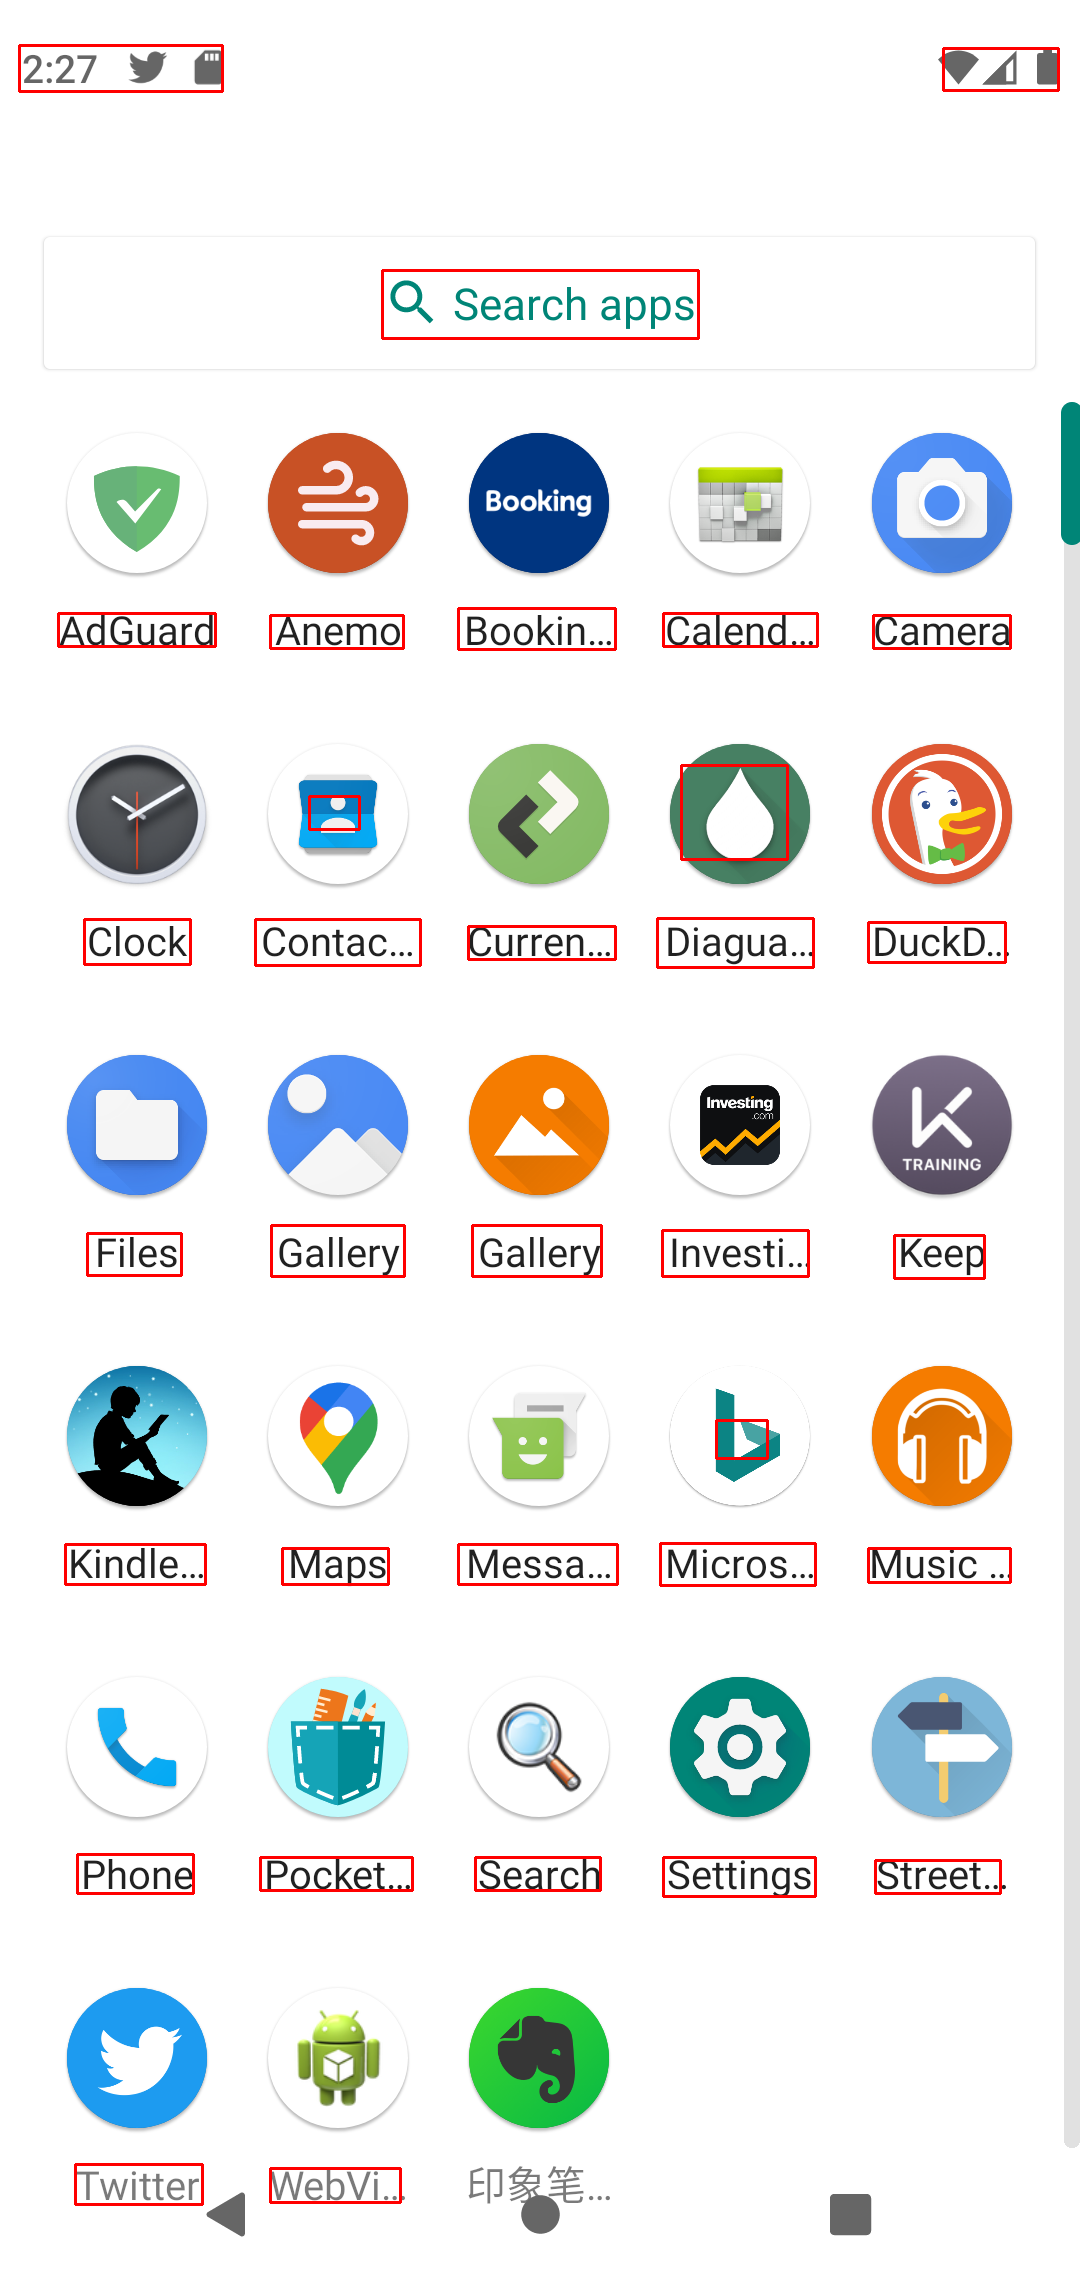 2:27
Search apps
Booking
AdGuard Anemo Bookin... Calend... Camera
Clock Contac... Curren... Diagua... DuckD...
Investing
.com
TRAINING
Files Gallery Gallery Investi... Keep
Kindle... Maps Messa... Micros... Music ...
Phone Pocket... Search Settings Street...
Twitter WebVi... 印象笔...